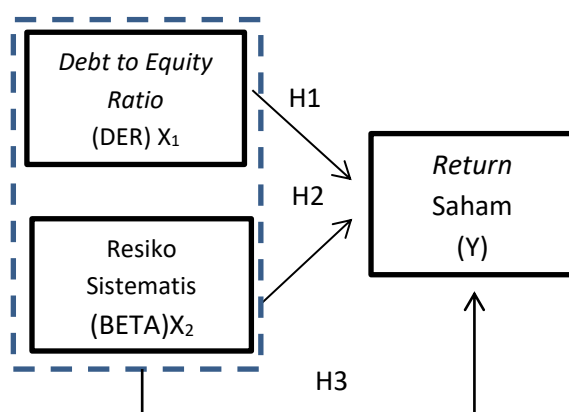 Debt to Equity
Ratio
(DER) X₁
H1
Return
Saham
(Y)
H2
Resiko
Sistematis
(BETA)X₂
H3